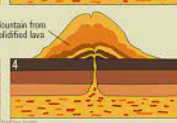 ountain from
olidified lava
4